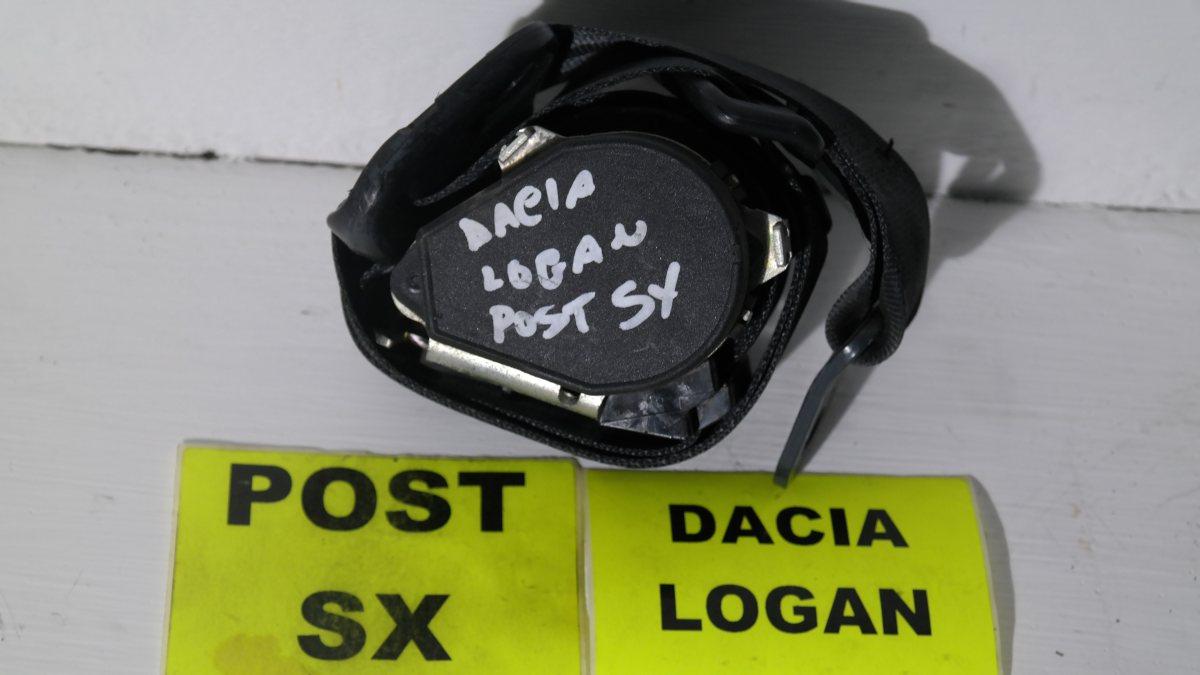 DACIA
LOGAN
POST SX
POST
SX
DACIA
LOGAN